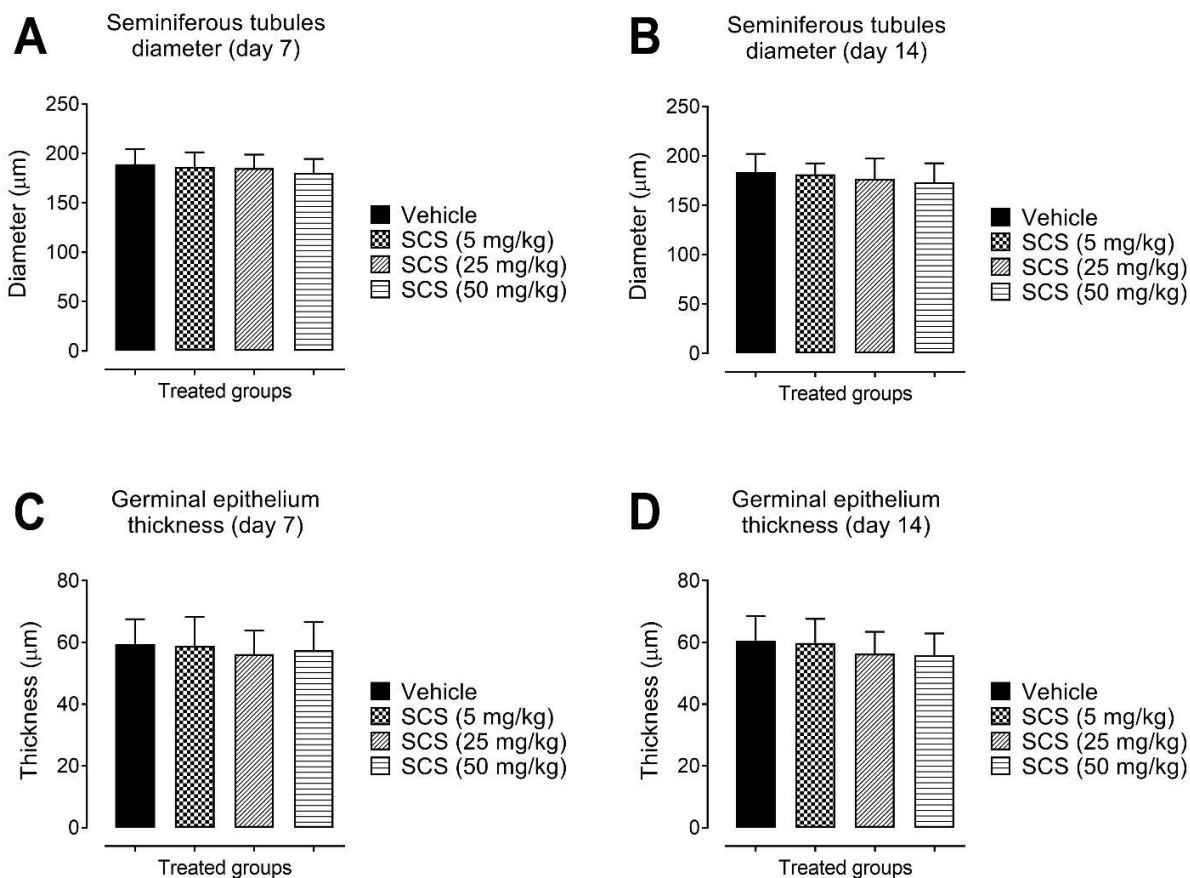 A
Seminiferous tubules
diameter (day 7)
Diameter (μm)
250
200
150
100
50
0
Treated groups
Vehicle
SCS (5 mg/kg)
SCS (25 mg/kg)
SCS (50 mg/kg)
B
Seminiferous tubules
diameter (day 14)
Diameter (μm)
250
200
150
100
50
0
Treated groups
Vehicle
SCS (5 mg/kg)
SCS (25 mg/kg)
SCS (50 mg/kg)
C
Germinal epithelium
thickness (day 7)
Thickness (μm)
80
60
40
20
0
Treated groups
Vehicle
SCS (5 mg/kg)
SCS (25 mg/kg)
SCS (50 mg/kg)
D
Germinal epithelium
thickness (day 14)
Thickness (μm)
80
60
40
20
0
Treated groups
Vehicle
SCS (5 mg/kg)
SCS (25 mg/kg)
SCS (50 mg/kg)